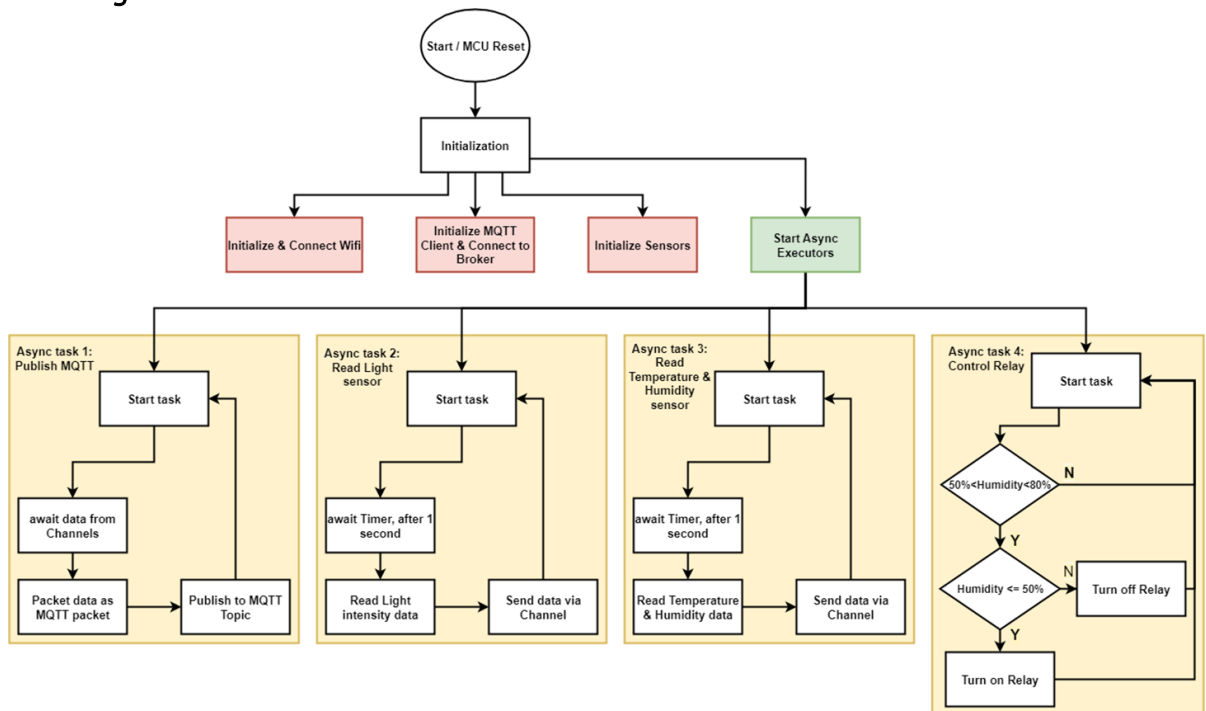 Start / MCU Reset
Initialization
Initialize & Connect Wifi
Initialize MQTT
Client & Connect to
Broker
Initialize Sensors
Start Async
Executors
Async task 1:
Publish MQTT
Start task
await data from
Channels
Packet data as
MQTT packet
Publish to MQTT
Topic
Async task 2:
Read Light
sensor
Start task
await Timer, after 1
second
Read Light
intensity data
Send data via
Channel
Async task 3:
Read
Temperature &
Humidity
sensor
Start task
await Timer, after 1
second
Read Temperature
& Humidity data
Send data via
Channel
Async task 4:
Control Relay
Start task
50%<Humidity<80%
N
Y
Humidity <= 50%
N
Turn off Relay
Y
Turn on Relay